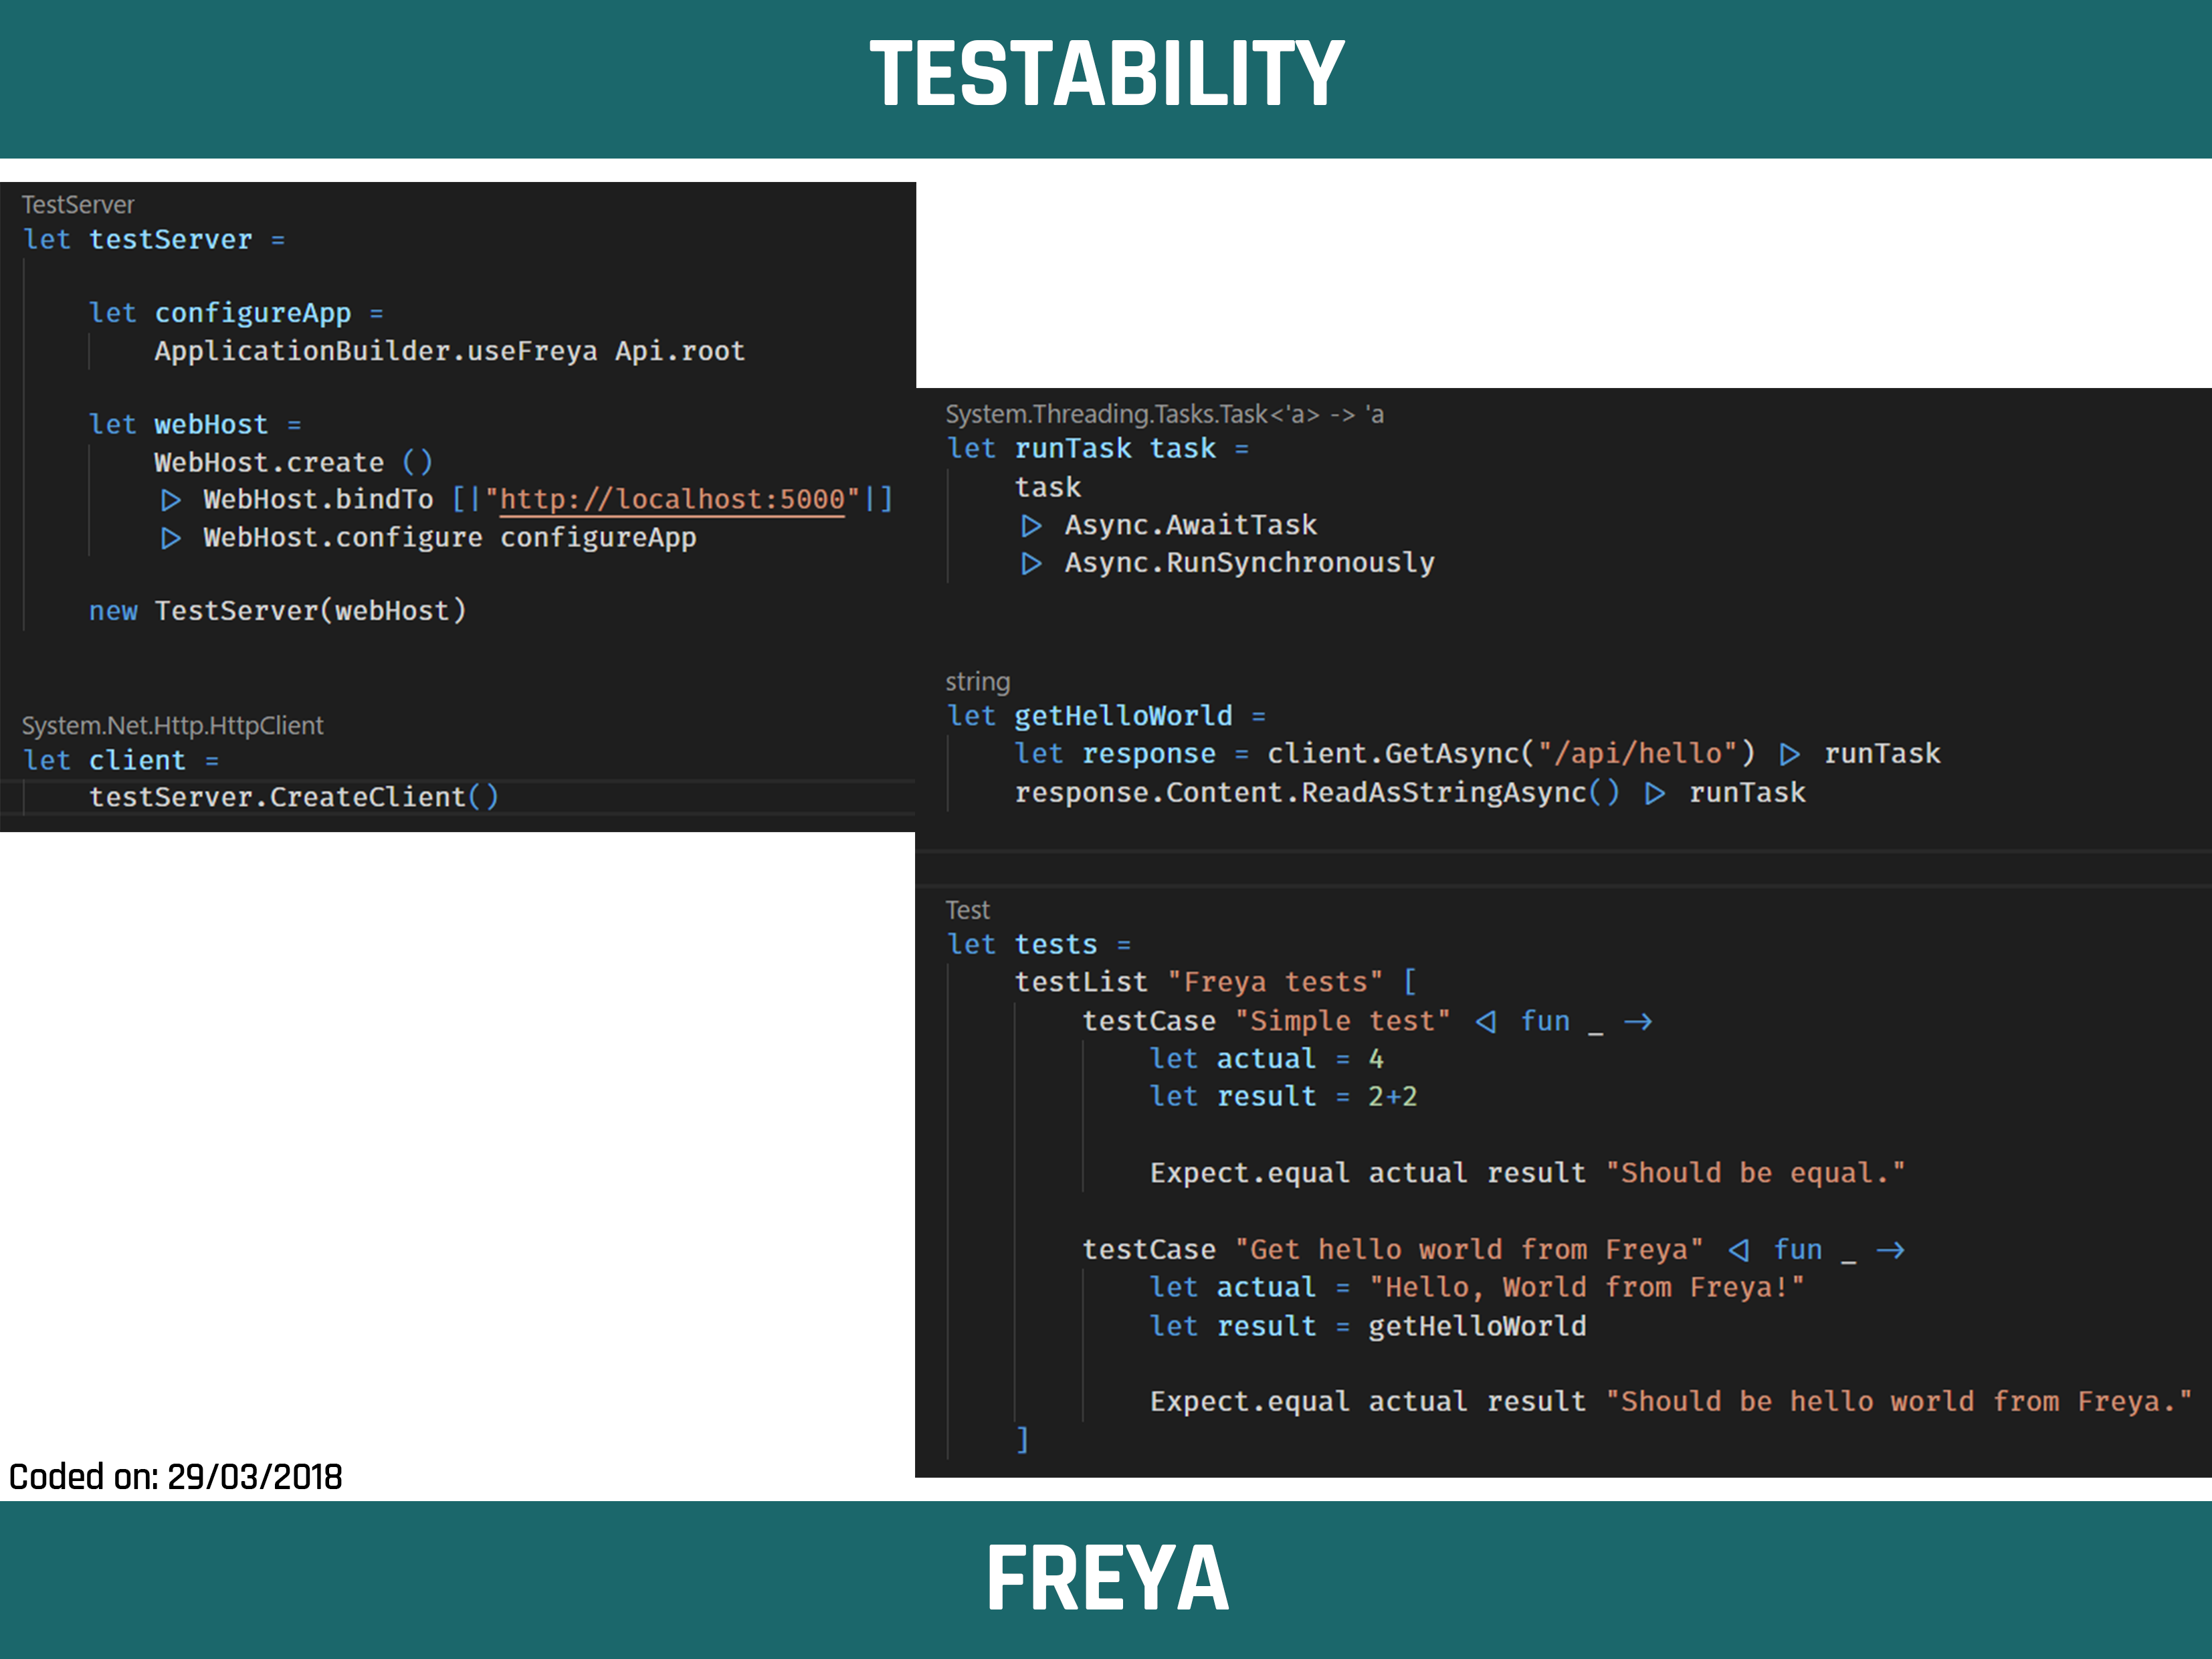 TESTABILITY
TestServer
let testServer =
let configureApp =
ApplicationBuilder.useFreya Api.root
let webHost =
WebHost.create ()
▷ WebHost.bindTo [|"http://localhost:5000"|]
▷ WebHost.configure configureApp
new TestServer(webHost)
System.Net.Http.HttpClient
let client =
testServer.CreateClient()
System.Threading.Tasks.Task<'a> -> 'a
let runTask task =
task
▷ Async.AwaitTask
▷ Async.RunSynchronously
string
let getHelloWorld =
let response = client.GetAsync("/api/hello") ▷ runTask
response.Content.ReadAsStringAsync() ▷ runTask
Test
let tests =
testList "Freya tests" [
testCase "Simple test" ◁ fun _ →
let actual = 4
let result = 2+2
Expect.equal actual result "Should be equal."
testCase "Get hello world from Freya" ◁ fun _ →
let actual = "Hello, World from Freya!"
let result = getHelloWorld
Expect.equal actual result "Should be hello world from Freya."
]
Coded on: 29/03/2018
FREYA